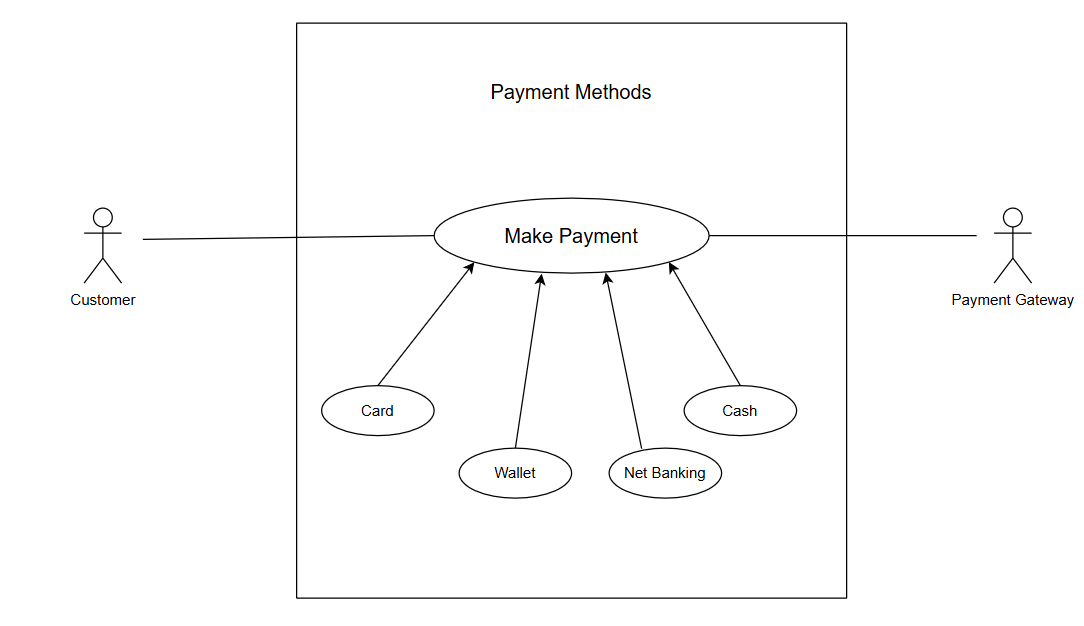 Payment Methods
Make Payment
Customer
Payment Gateway
Card
Cash
Wallet
Net Banking